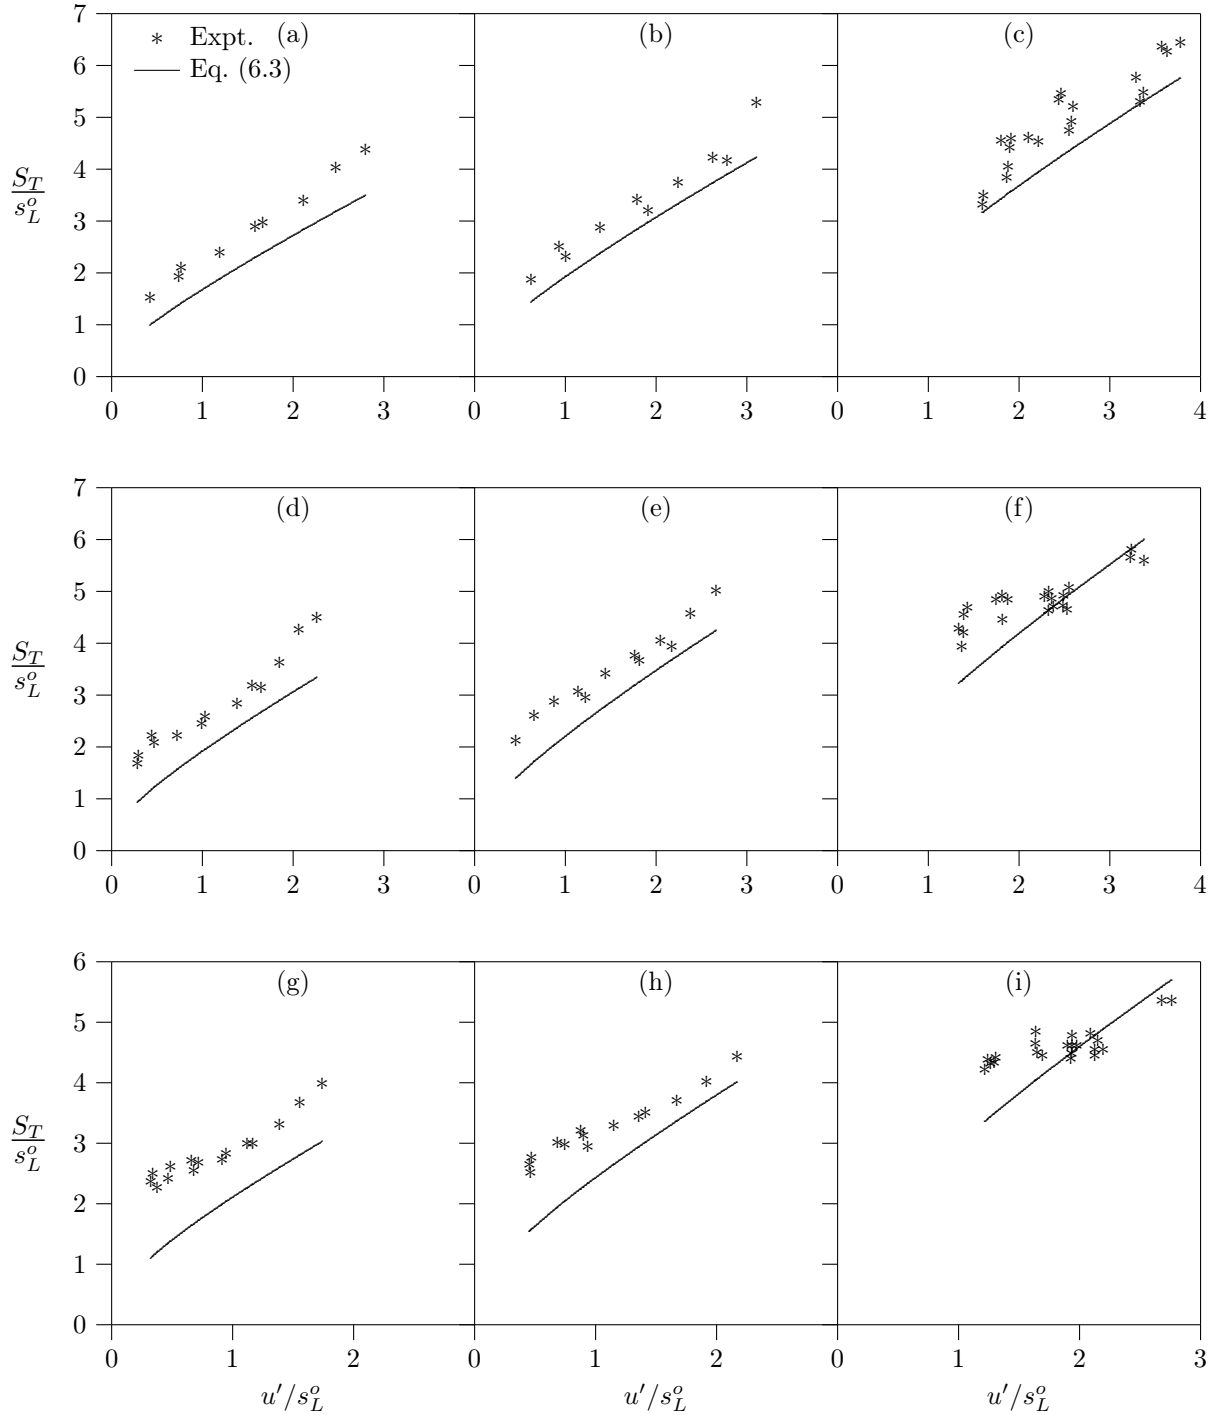 7
6
5
4
3
2
1
0
S_T
s_L^o
* Expt. (a)
Eq. (6.3)
(b)
(c)
0 1 2 0 1 2 3 0 1 2 3 4
7
6
5
4
3
2
1
0
S_T
s_L^o
(d)
(e)
(f)
0 1 2 3 0 1 2 3 0 1 2 3 4
6
5
4
3
2
1
0
S_T
s_L^o
(g)
(h)
(i)
0 1 2 0 1 2 0 1 2 3
u′/s_L^o u′/s_L^o u′/s_L^o